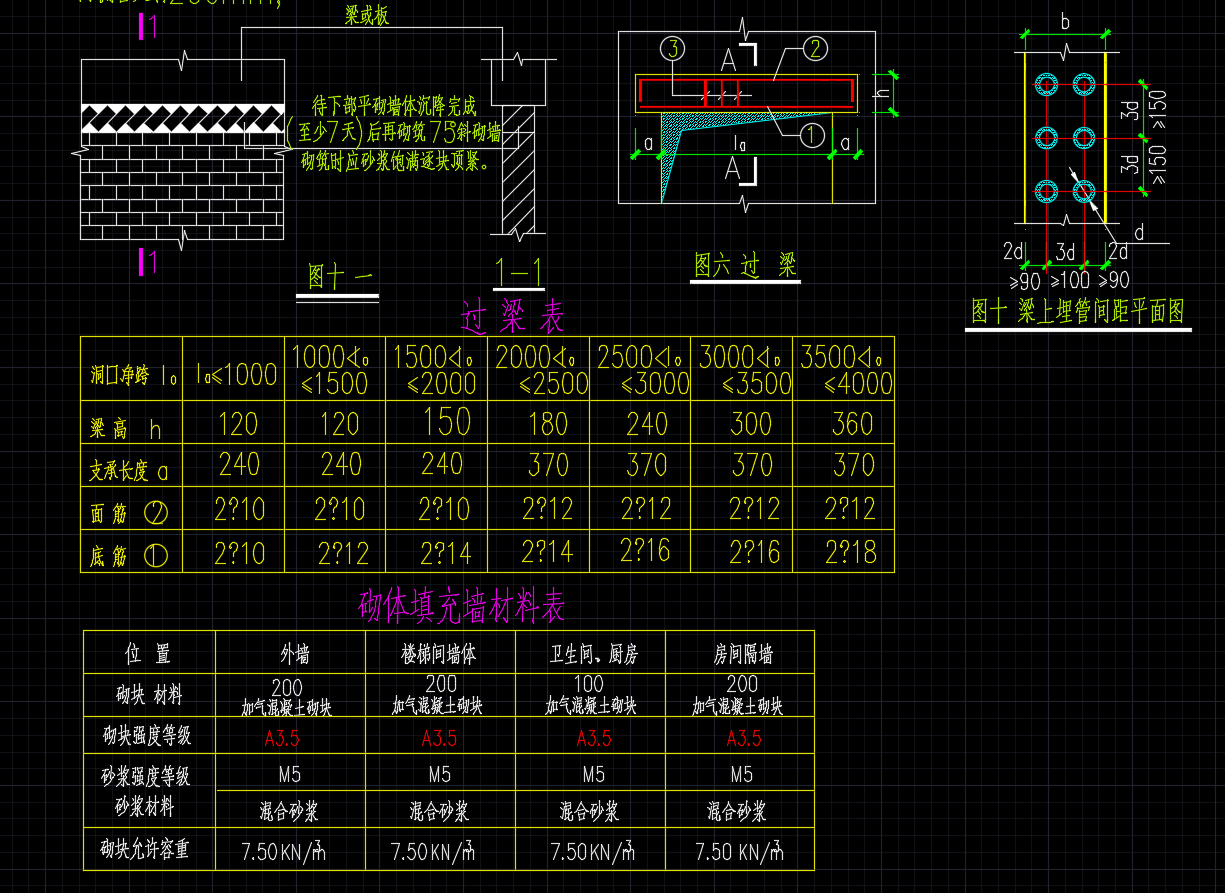 1
梁或板
待下部平砌墙体沉降完成
(至少7天)后再砌筑75斜砌墙
砌筑时应砂浆饱满逐块顶紧。
1
图十一
1-1
③ A ②
h
①
a l₀ a
A
图六 过 梁
b
3d ≥150
3d ≥150
d
2d 3d 2d
≥90 ≥100 ≥90
图十 梁上埋管间距平面图
过 梁 表
洞口净跨 l₀ l₀≤1000 1000<l₀≤1500 1500<l₀≤2000 2000<l₀≤2500 2500<l₀≤3000 3000<l₀≤3500 3500<l₀≤4000
梁 高 h 120 120 150 180 240 300 360
支承长度 a 240 240 240 370 370 370 370
面 筋 ② 2?10 2?10 2?10 2?12 2?12 2?12 2?12
底 筋 ① 2?10 2?12 2?14 2?14 2?16 2?16 2?18
砌体填充墙材料表
位 置 外墙 楼梯间墙体 卫生间、厨房 房间隔墙
砌块 材料 200 加气混凝土砌块 200 加气混凝土砌块 100 加气混凝土砌块 200 加气混凝土砌块
砌块强度等级 A3.5 A3.5 A3.5 A3.5
砂浆强度等级 M5 M5 M5 M5
砂浆材料 混合砂浆 混合砂浆 混合砂浆 混合砂浆
砌块允许容重 7.50KN/m³ 7.50KN/m³ 7.50KN/m³ 7.50 KN/m³